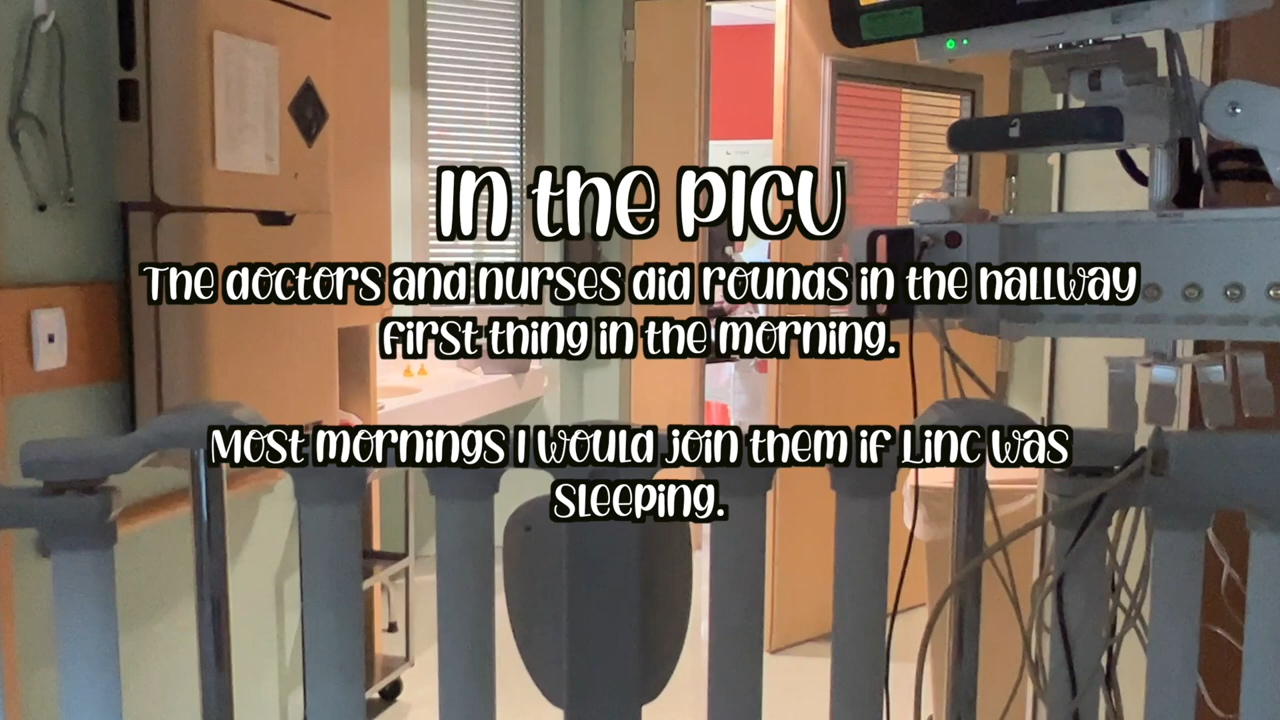 In the PICU
The doctors and nurses did rounds in the hallway
first thing in the morning.
Most mornings I would join them if Linc was
sleeping.